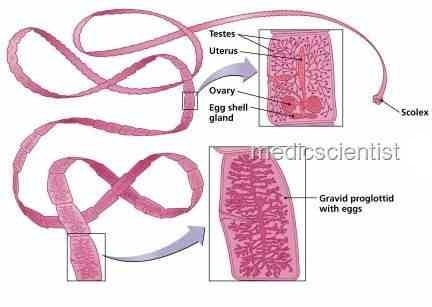 Testes
Uterus
Ovary
Egg shell
gland
Scolex
medicscientist
Gravid proglottid
with eggs